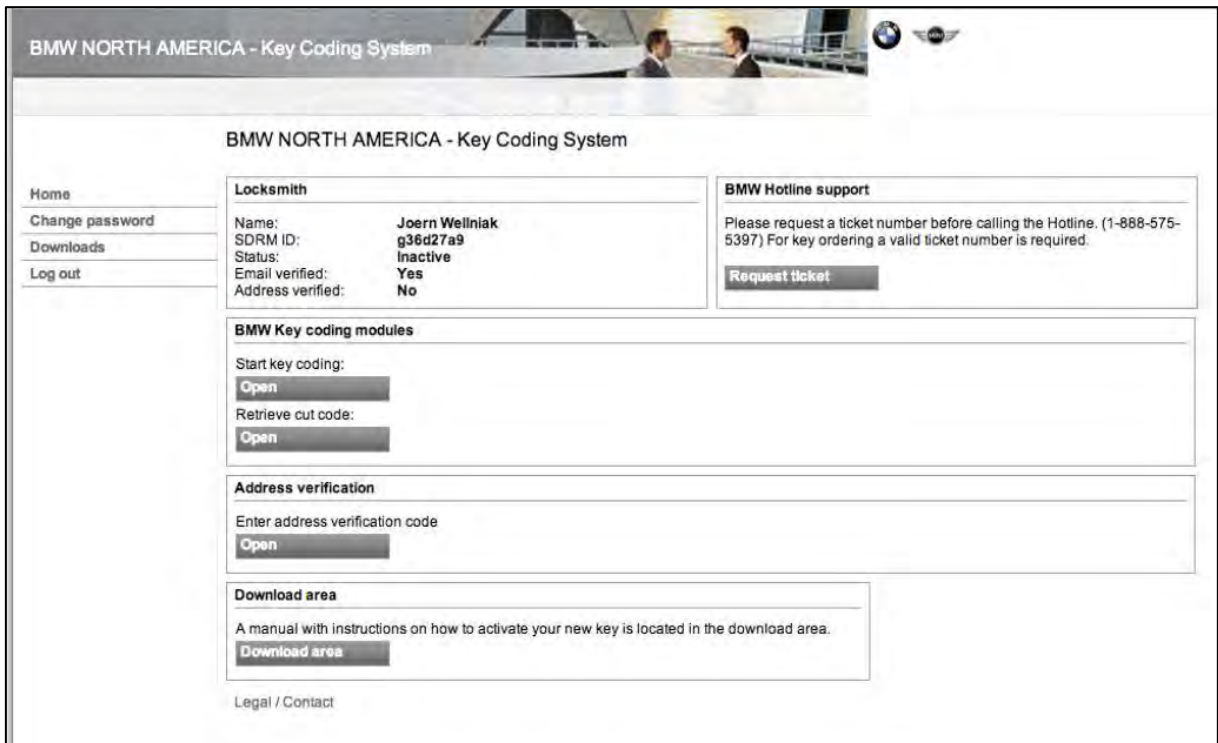 BMW NORTH AMERICA - Key Coding System
BMW NORTH AMERICA - Key Coding System
Home
Change password
Downloads
Log out
Locksmith
Name: Joern Wellniak
SDRM ID: g36d27a9
Status: Inactive
Email verified: Yes
Address verified: No
BMW Hotline support
Please request a ticket number before calling the Hotline. (1-888-575-
5397) For key ordering a valid ticket number is required.
Request ticket
BMW Key coding modules
Start key coding:
Open
Retrieve cut code:
Open
Address verification
Enter address verification code
Open
Download area
A manual with instructions on how to activate your new key is located in the download area.
Download area
Legal / Contact